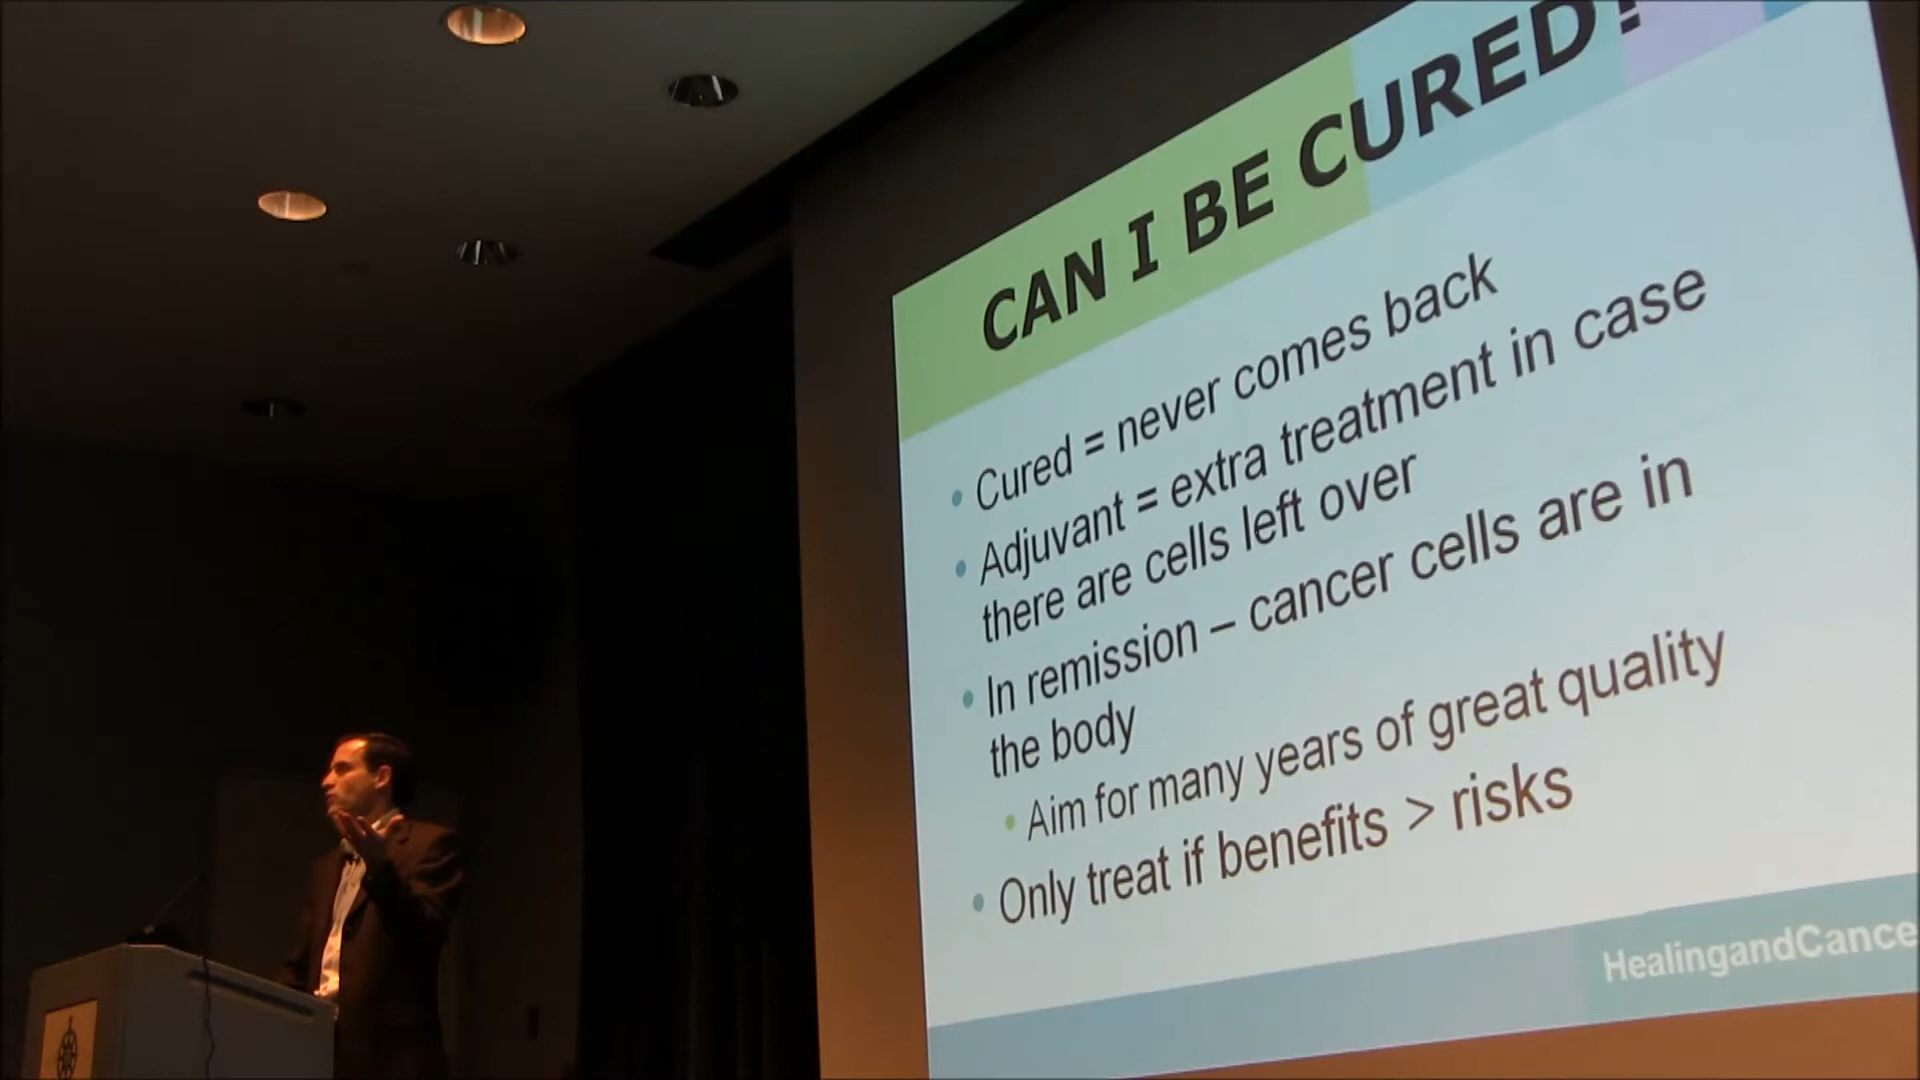 CAN I BE CURED?
• Cured = never comes back
• Adjuvant = extra treatment in case
there are cells left over
• In remission – cancer cells are in
the body
• Aim for many years of great quality
• Only treat if benefits > risks
HealingandCance